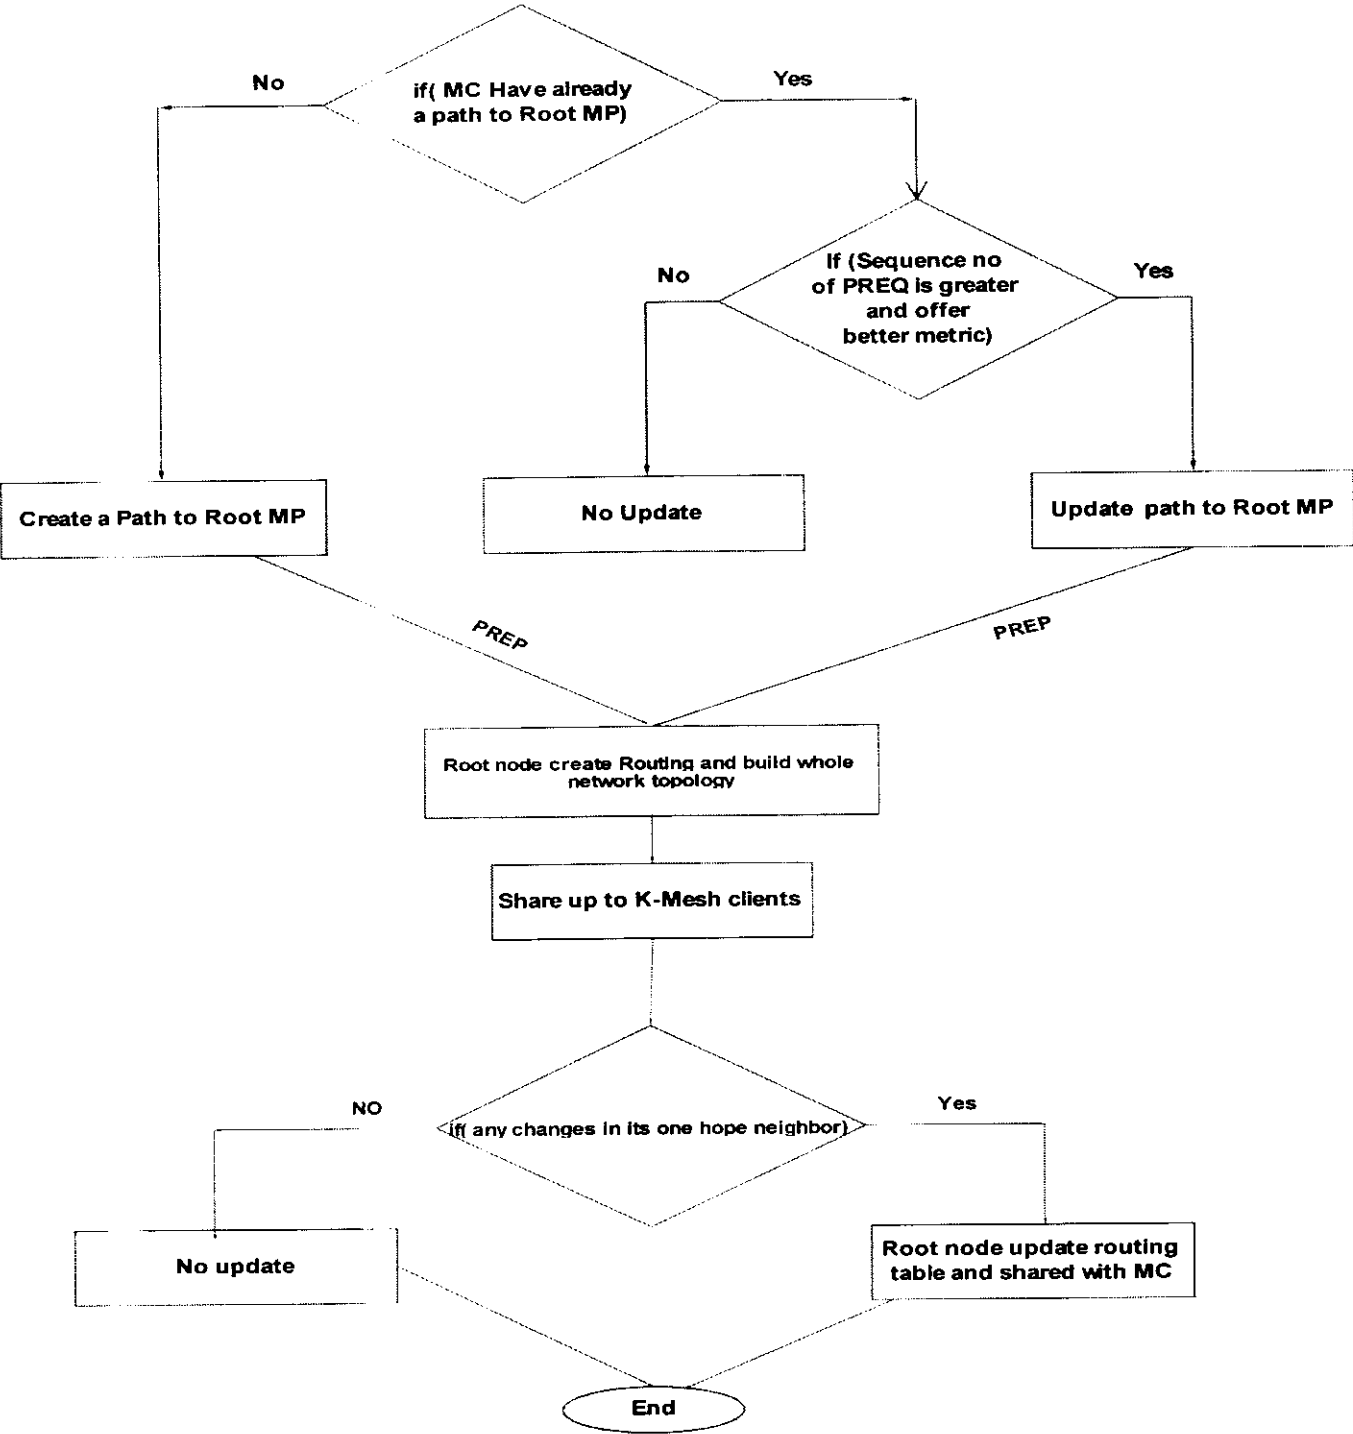 No
if( MC Have already
a path to Root MP)
Yes
No
If (Sequence no
of PREQ is greater
and offer
better metric)
Yes
Create a Path to Root MP
No Update
Update path to Root MP
PREP
PREP
Root node create Routing and build whole
network topology
Share up to K-Mesh clients
NO
if( any changes in its one hope neighbor)
Yes
No update
Root node update routing
table and shared with MC
End